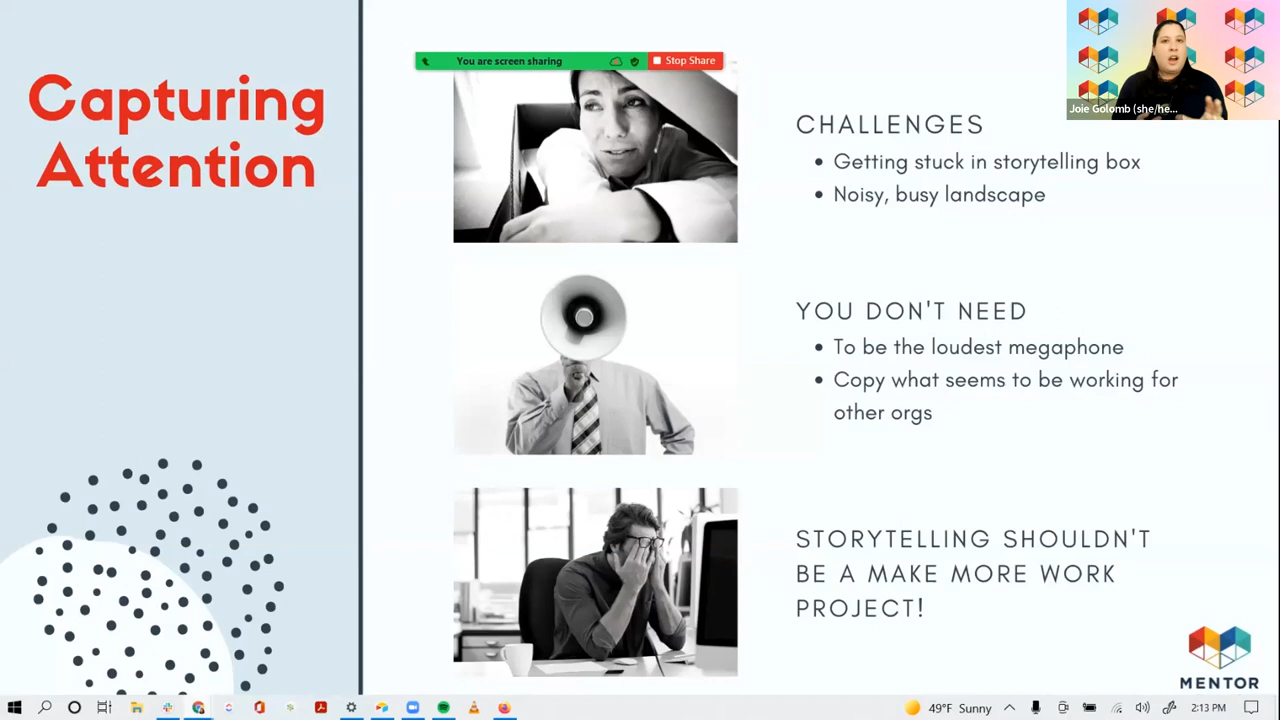 Capturing
Attention
You are screen sharing
Stop Share
Joie Golomb (she/he...
CHALLENGES
Getting stuck in storytelling box
Noisy, busy landscape
YOU DON'T NEED
To be the loudest megaphone
Copy what seems to be working for
other orgs
STORYTELLING SHOULDN'T
BE A MAKE MORE WORK
PROJECT!
MENTOR
49°F Sunny
2:13 PM